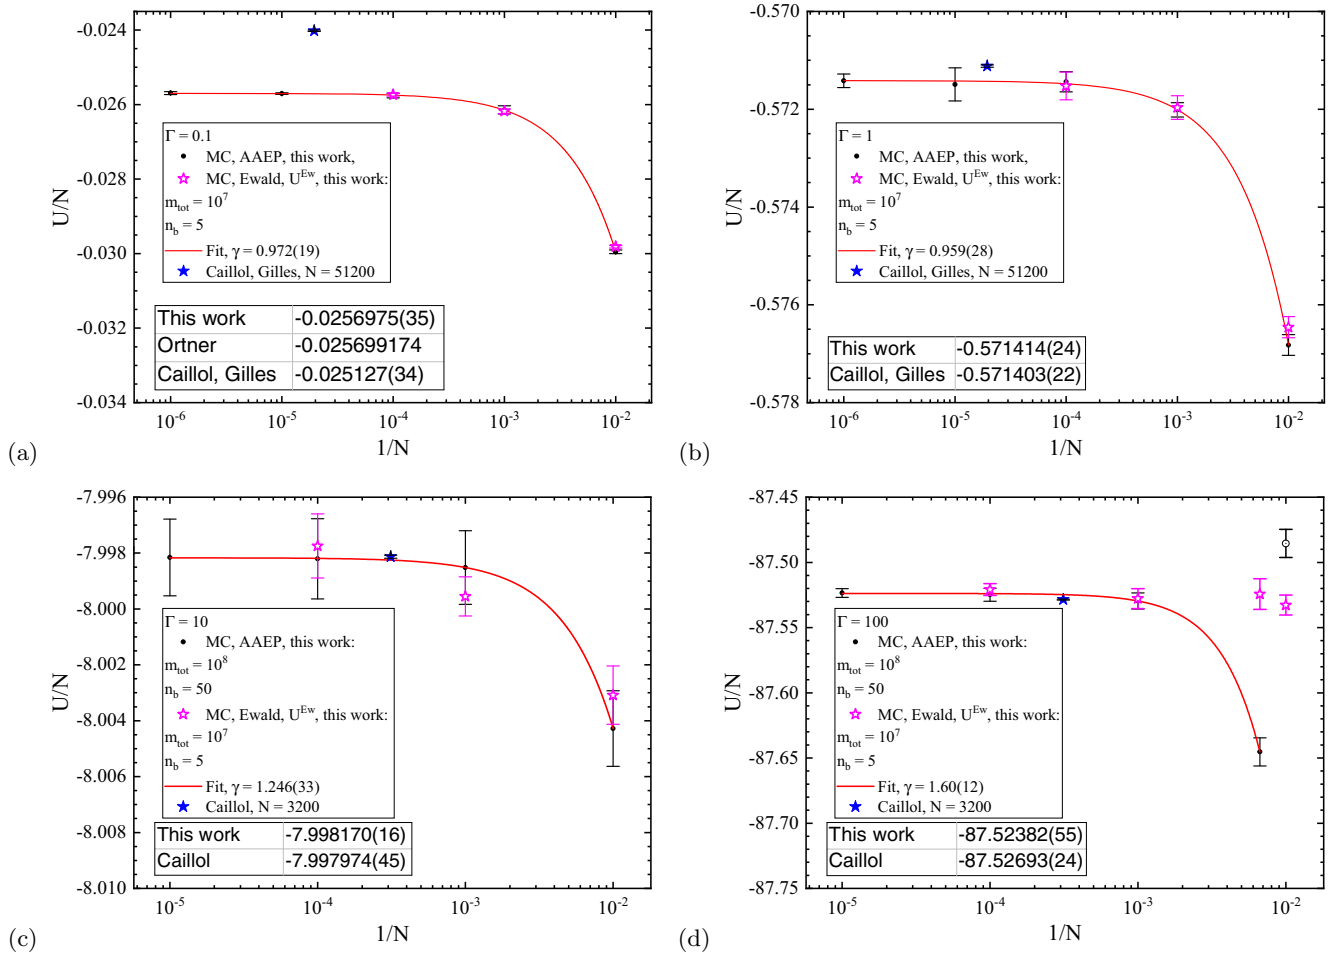 -0.024
-0.026
-0.028
-0.030
-0.032
-0.034
U/N
Γ = 0.1
MC, AAEP, this work,
MC, Ewald, U^Ew, this work:
m_tot = 10^7
n_b = 5
Fit, γ = 0.972(19)
Caillol, Gilles, N = 51200
This work -0.0256975(35)
Ortner -0.025699174
Caillol, Gilles -0.025127(34)
10^-6 10^-5 10^-4 10^-3 10^-2
1/N
(a)
-0.570
-0.572
-0.574
-0.576
-0.578
U/N
Γ = 1
MC, AAEP, this work,
MC, Ewald, U^Ew, this work:
m_tot = 10^7
n_b = 5
Fit, γ = 0.959(28)
Caillol, Gilles, N = 51200
This work -0.571414(24)
Caillol, Gilles -0.571403(22)
10^-6 10^-5 10^-4 10^-3 10^-2
1/N
(b)
-7.996
-7.998
-8.000
-8.002
-8.004
-8.006
-8.008
-8.010
U/N
Γ = 10
MC, AAEP, this work:
m_tot = 10^8
n_b = 50
MC, Ewald, U^Ew, this work:
m_tot = 10^7
n_b = 5
Fit, γ = 1.246(33)
Caillol, N = 3200
This work -7.998170(16)
Caillol -7.997974(45)
10^-5 10^-4 10^-3 10^-2
1/N
(c)
-87.45
-87.50
-87.55
-87.60
-87.65
-87.70
-87.75
U/N
Γ = 100
MC, AAEP, this work:
m_tot = 10^8
n_b = 50
MC, Ewald, U^Ew, this work:
m_tot = 10^7
n_b = 5
Fit, γ = 1.60(12)
Caillol, N = 3200
This work -87.52382(55)
Caillol -87.52693(24)
10^-5 10^-4 10^-3 10^-2
1/N
(d)